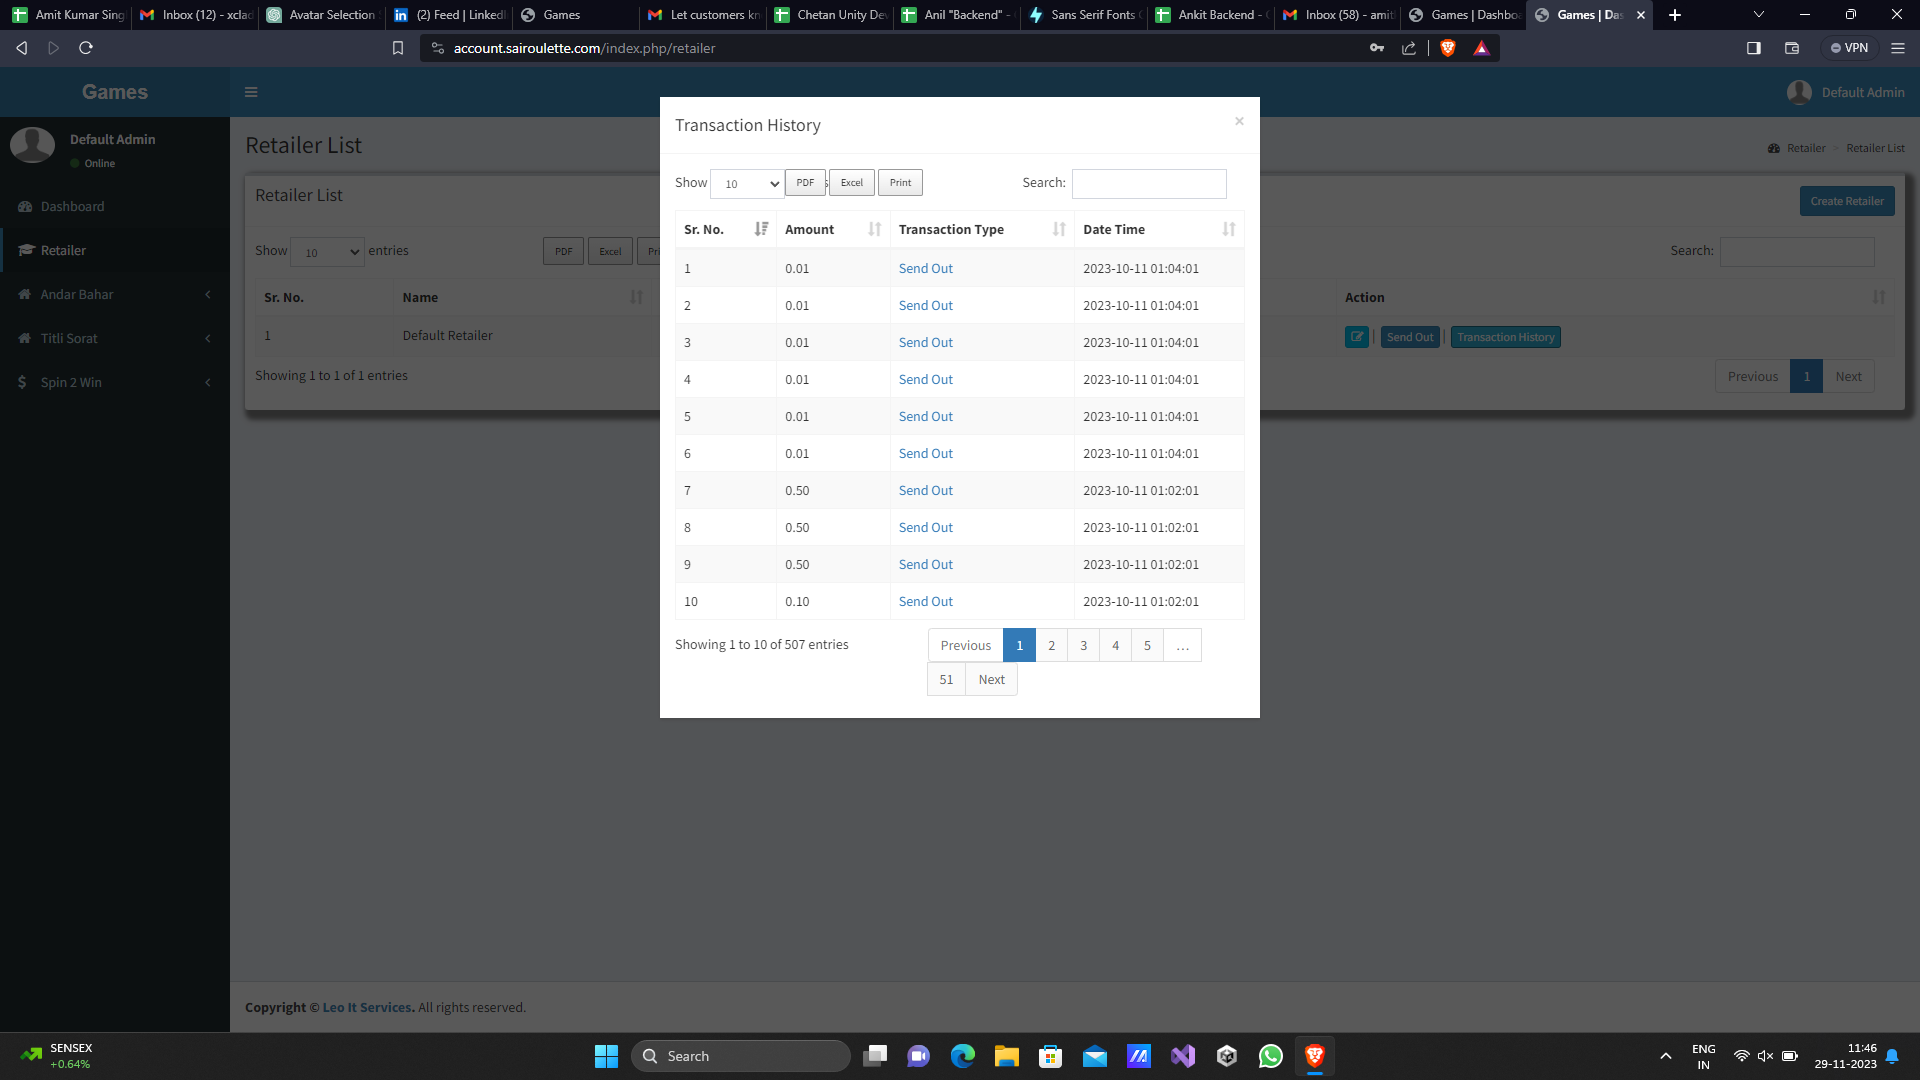 Amit Kumar Sing
Inbox (12) - xclad
Avatar Selection
(2) Feed | LinkedI
Games
Let customers kn
Chetan Unity Dev
Anil "Backend" -
Sans Serif Fonts
Ankit Backend -
Inbox (58) - amit
Games | Dashbo
Games | Das
account.sairoulette.com/index.php/retailer
VPN
Games
Default Admin
Default Admin
Online
Dashboard
Retailer
Andar Bahar
Titli Sorat
Spin 2 Win
Retailer List
Retailer > Retailer List
Retailer List
Create Retailer
Show 10 entries
PDF Excel Pri
Search:
Sr. No. Name Action
1 Default Retailer Send Out | Transaction History
Showing 1 to 1 of 1 entries
Previous 1 Next
Transaction History
×
Show 10 s
PDF Excel Print
Search:
Sr. No. Amount Transaction Type Date Time
1 0.01 Send Out 2023-10-11 01:04:01
2 0.01 Send Out 2023-10-11 01:04:01
3 0.01 Send Out 2023-10-11 01:04:01
4 0.01 Send Out 2023-10-11 01:04:01
5 0.01 Send Out 2023-10-11 01:04:01
6 0.01 Send Out 2023-10-11 01:04:01
7 0.50 Send Out 2023-10-11 01:02:01
8 0.50 Send Out 2023-10-11 01:02:01
9 0.50 Send Out 2023-10-11 01:02:01
10 0.10 Send Out 2023-10-11 01:02:01
Showing 1 to 10 of 507 entries
Previous 1 2 3 4 5 …
51 Next
Copyright © Leo It Services. All rights reserved.
SENSEX
+0.64%
Search
ENG
IN
11:46
29-11-2023